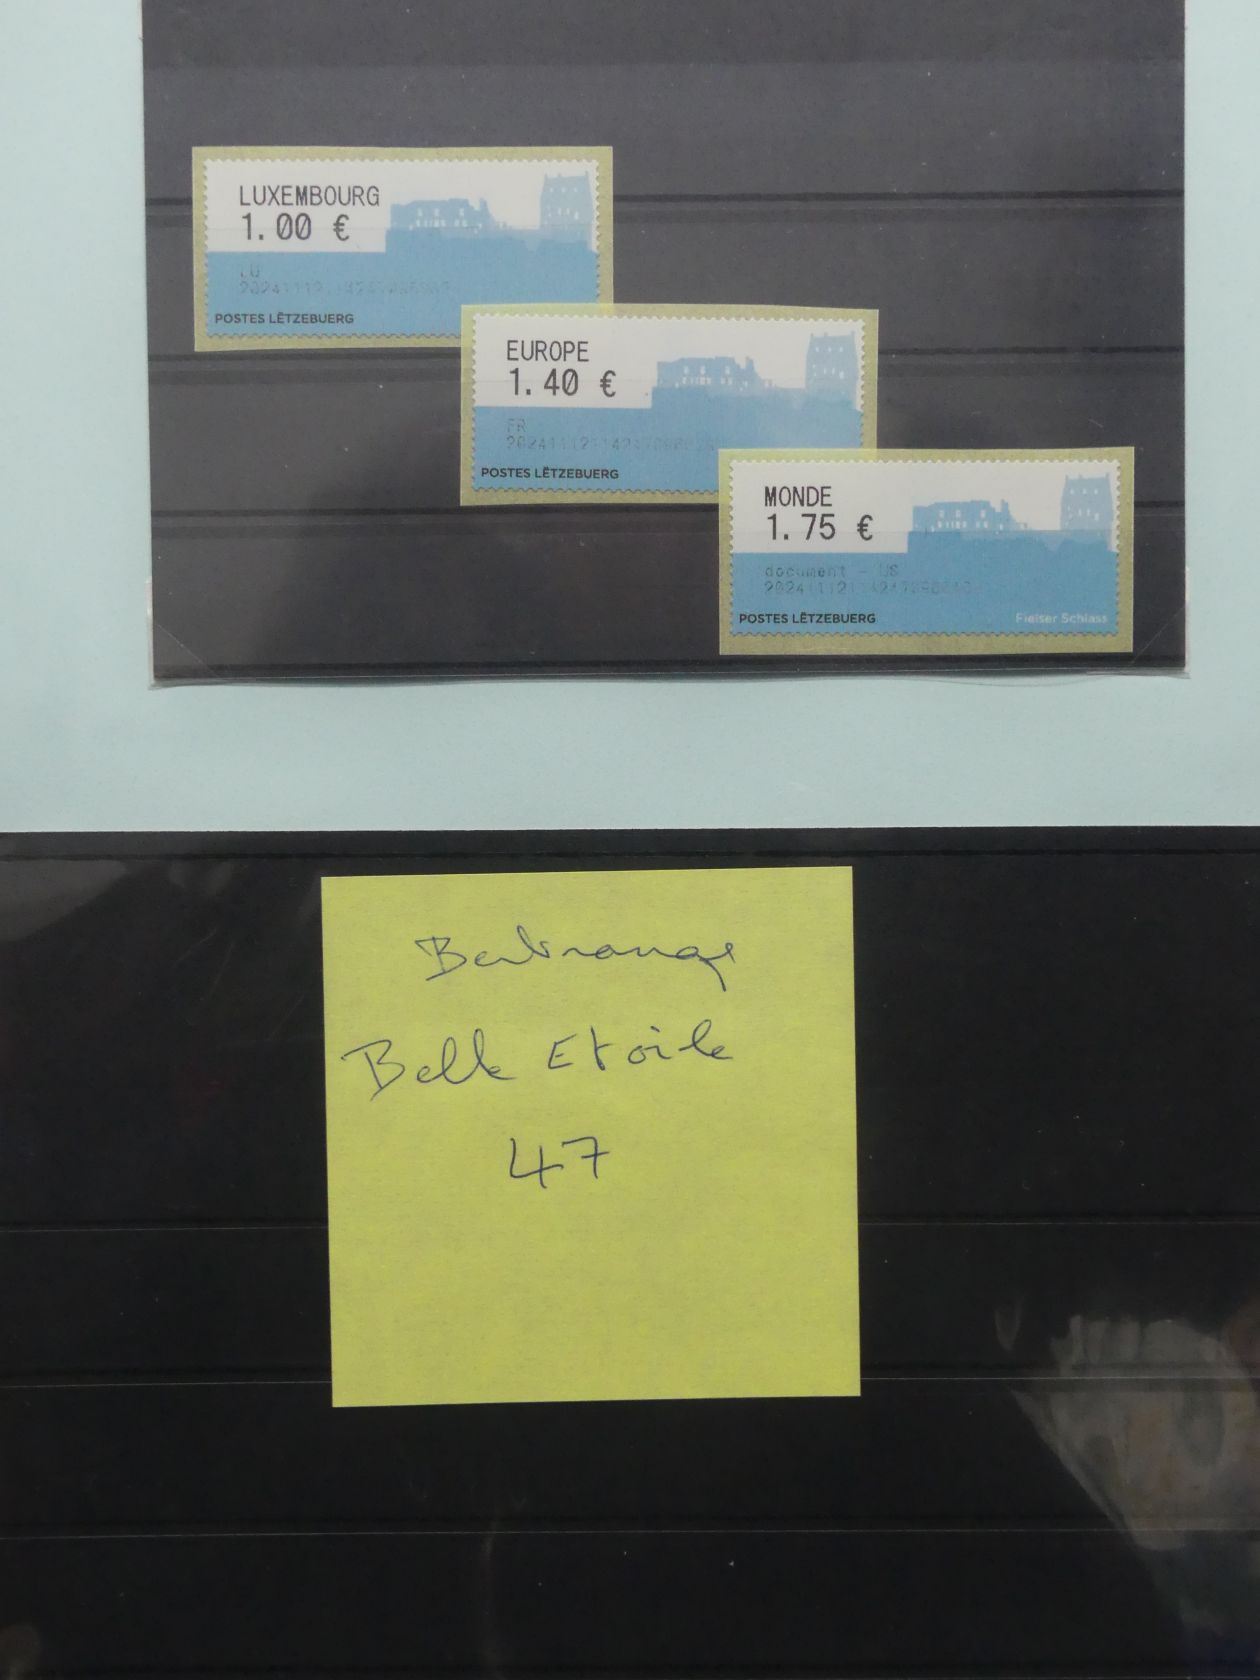 LUXEMBOURG
1.00 €
POSTES LËTZEBUERG
EUROPE
1.40 €
FR
POSTES LËTZEBUERG
MONDE
1.75 €
document - US
POSTES LËTZEBUERG
Fielser Schlass
Bertrange
Belle Etoile
47